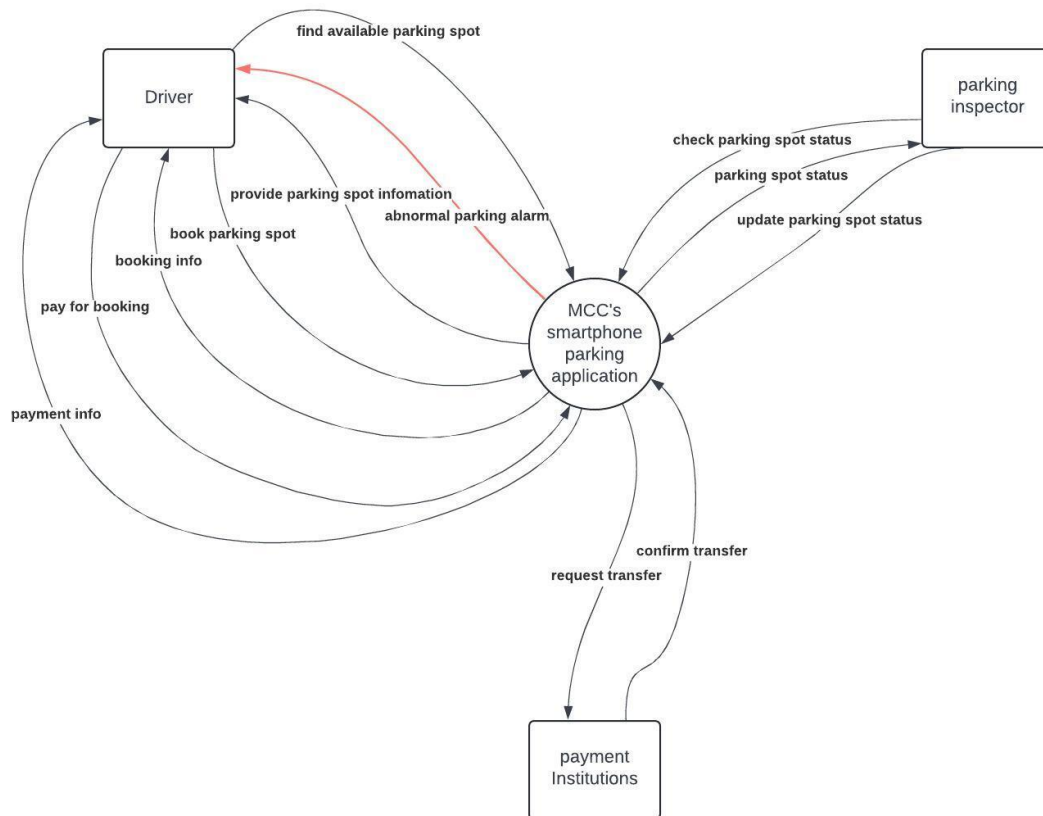 find available parking spot
Driver
parking
inspector
check parking spot status
parking spot status
provide parking spot infomation
abnormal parking alarm
update parking spot status
book parking spot
booking info
pay for booking
MCC's
smartphone
parking
application
payment info
confirm transfer
request transfer
payment
Institutions